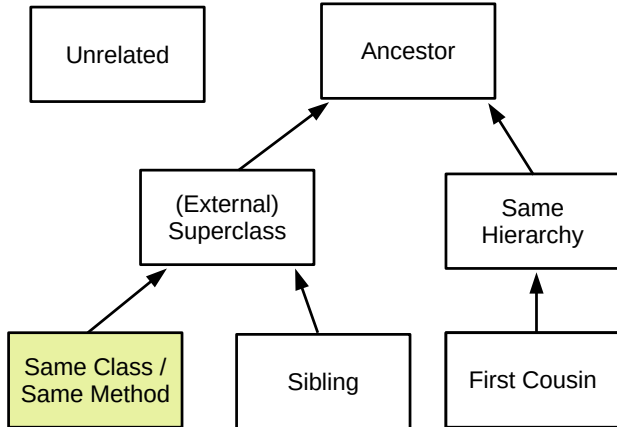 Unrelated
Ancestor
(External)
Superclass
Same
Hierarchy
Same Class /
Same Method
Sibling
First Cousin